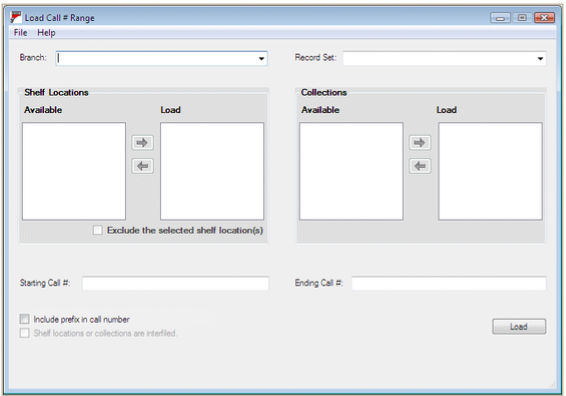 Load Call # Range
File Help
Branch: Record Set:
Shelf Locations Collections
Available Load Available Load
Exclude the selected shelf location(s)
Starting Call #: Ending Call #:
Include prefix in call number
Shelf locations or collections are interfiled.
Load